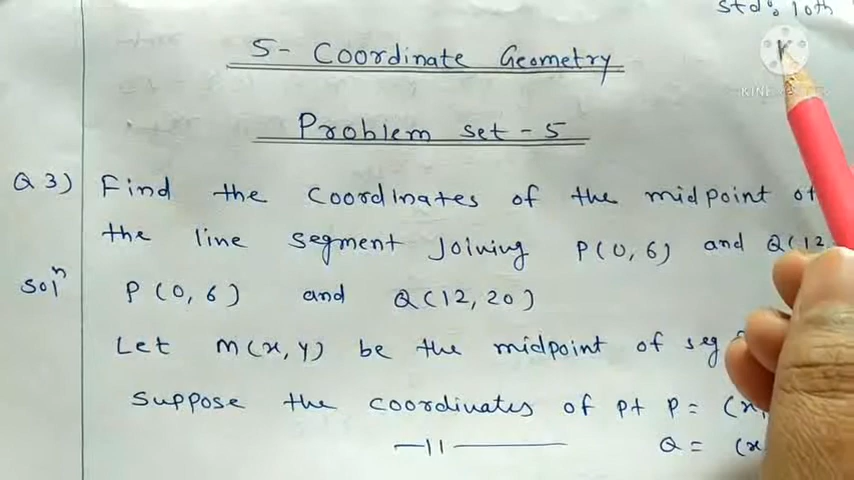 Std: 10th
K
5- Coordinate Geometry
Problem set - 5
Q 3) Find the coordinates of the midpoint of
the line segment joining P(0, 6) and Q(12,
Solⁿ P(0, 6) and Q(12, 20)
Let M(x, y) be the midpoint of seg
Suppose the coordinates of pt P = (x,
—11— Q = (x